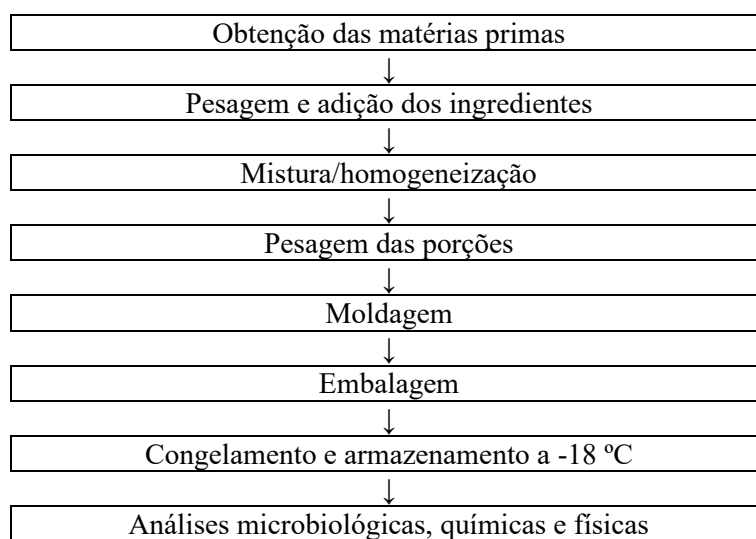 Obtenção das matérias primas
↓
Pesagem e adição dos ingredientes
↓
Mistura/homogeneização
↓
Pesagem das porções
↓
Moldagem
↓
Embalagem
↓
Congelamento e armazenamento a -18 ºC
↓
Análises microbiológicas, químicas e físicas